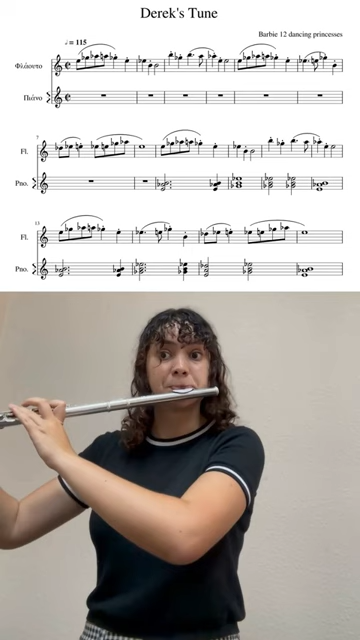 Derek's Tune
Barbie 12 dancing princesses
♩ = 115
Φλάουτο
Πιάνο
7
Fl.
Pno.
13
Fl.
Pno.